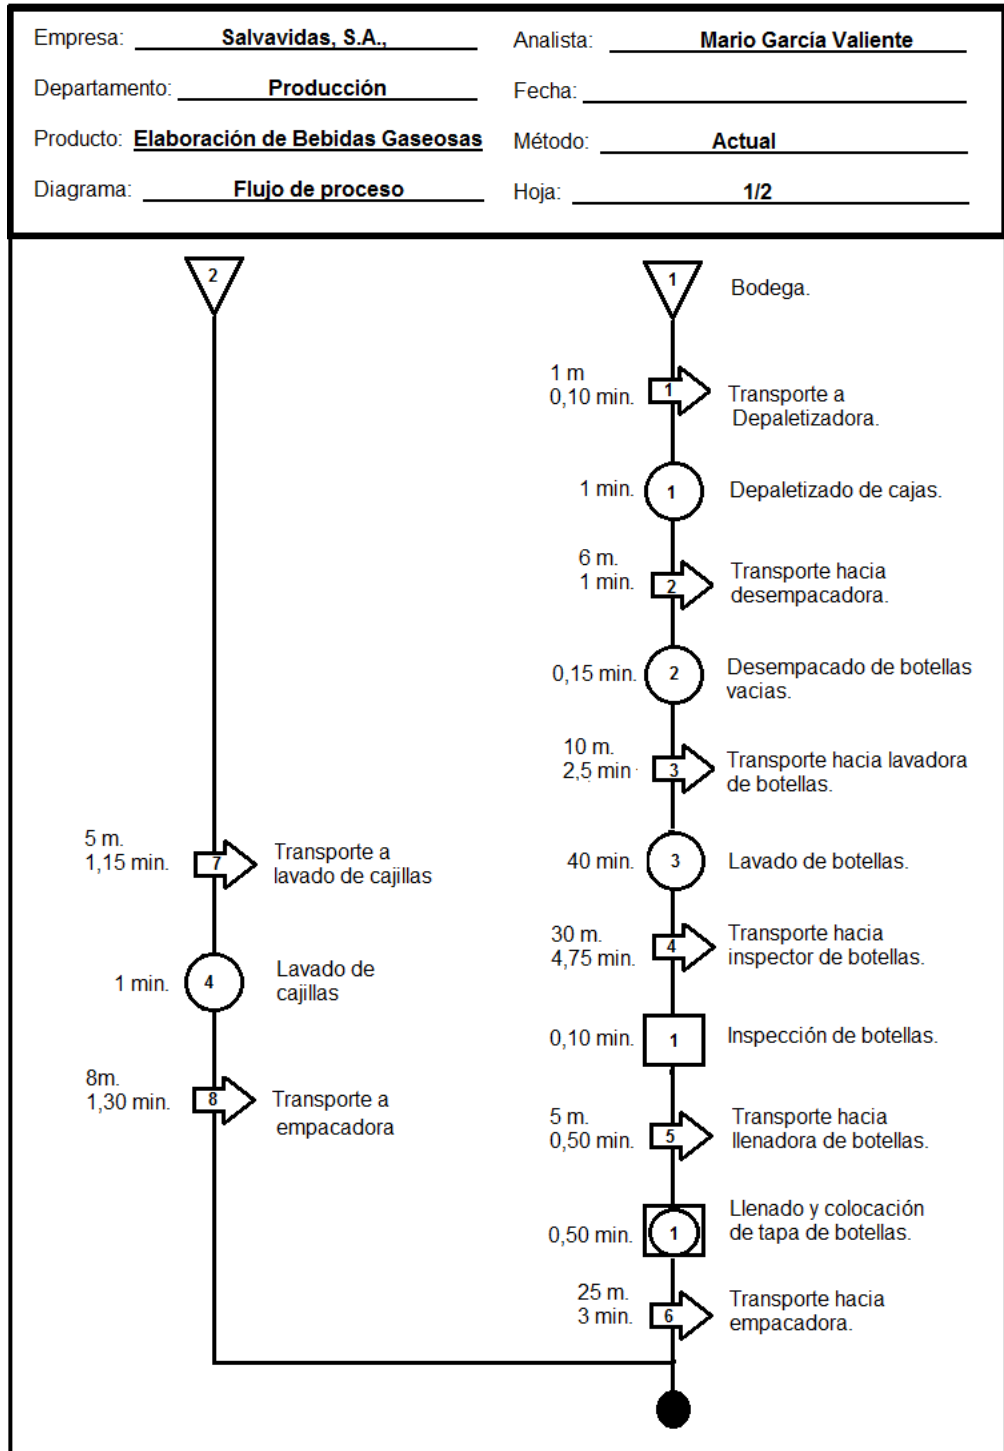 Empresa: Salvavidas, S.A.,
Analista: Mario García Valiente
Departamento: Producción
Fecha:
Producto: Elaboración de Bebidas Gaseosas
Método: Actual
Diagrama: Flujo de proceso
Hoja: 1/2
2
1
Bodega.
1 m
0,10 min.
1
Transporte a
Depaletizadora.
1 min.
1
Depaletizado de cajas.
6 m.
1 min.
2
Transporte hacia
desempacadora.
0,15 min.
2
Desempacado de botellas
vacias.
10 m.
2,5 min
3
Transporte hacia lavadora
de botellas.
40 min.
3
Lavado de botellas.
30 m.
4,75 min.
4
Transporte hacia
inspector de botellas.
0,10 min.
1
Inspección de botellas.
5 m.
0,50 min.
5
Transporte hacia
llenadora de botellas.
0,50 min.
1
Llenado y colocación
de tapa de botellas.
25 m.
3 min.
6
Transporte hacia
empacadora.
5 m.
1,15 min.
7
Transporte a
lavado de cajillas
1 min.
4
Lavado de
cajillas
8m.
1,30 min.
8
Transporte a
empacadora